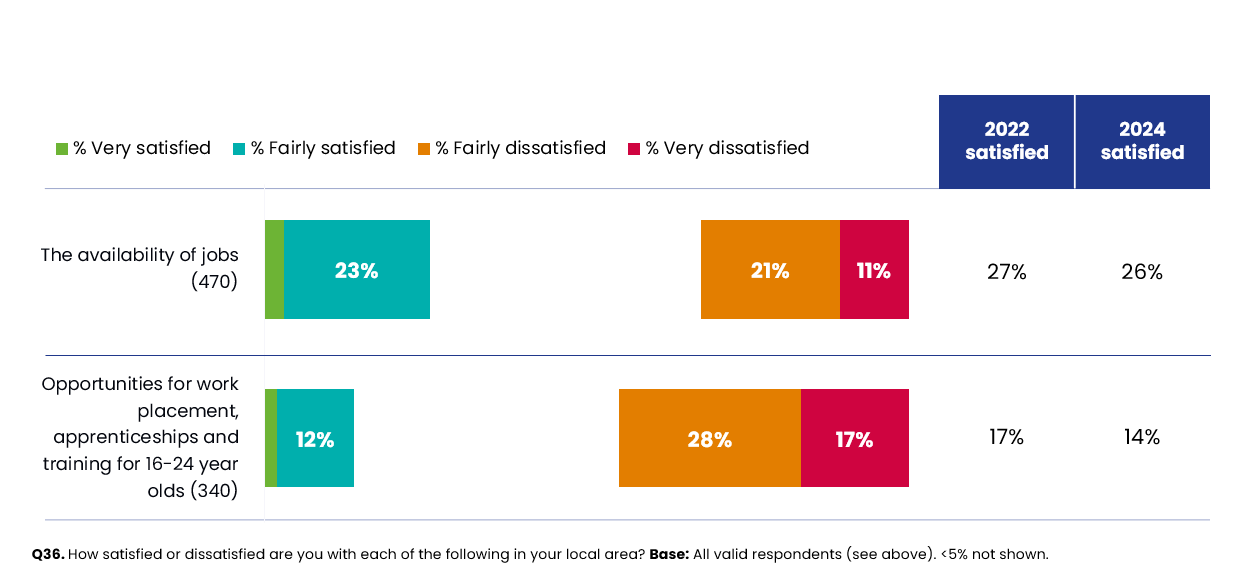 % Very satisfied % Fairly satisfied % Fairly dissatisfied % Very dissatisfied
2022
satisfied
2024
satisfied
The availability of jobs
(470)
23%
21%
11%
27%
26%
Opportunities for work
placement,
apprenticeships and
training for 16-24 year
olds (340)
12%
28%
17%
17%
14%
Q36. How satisfied or dissatisfied are you with each of the following in your local area? Base: All valid respondents (see above). <5% not shown.